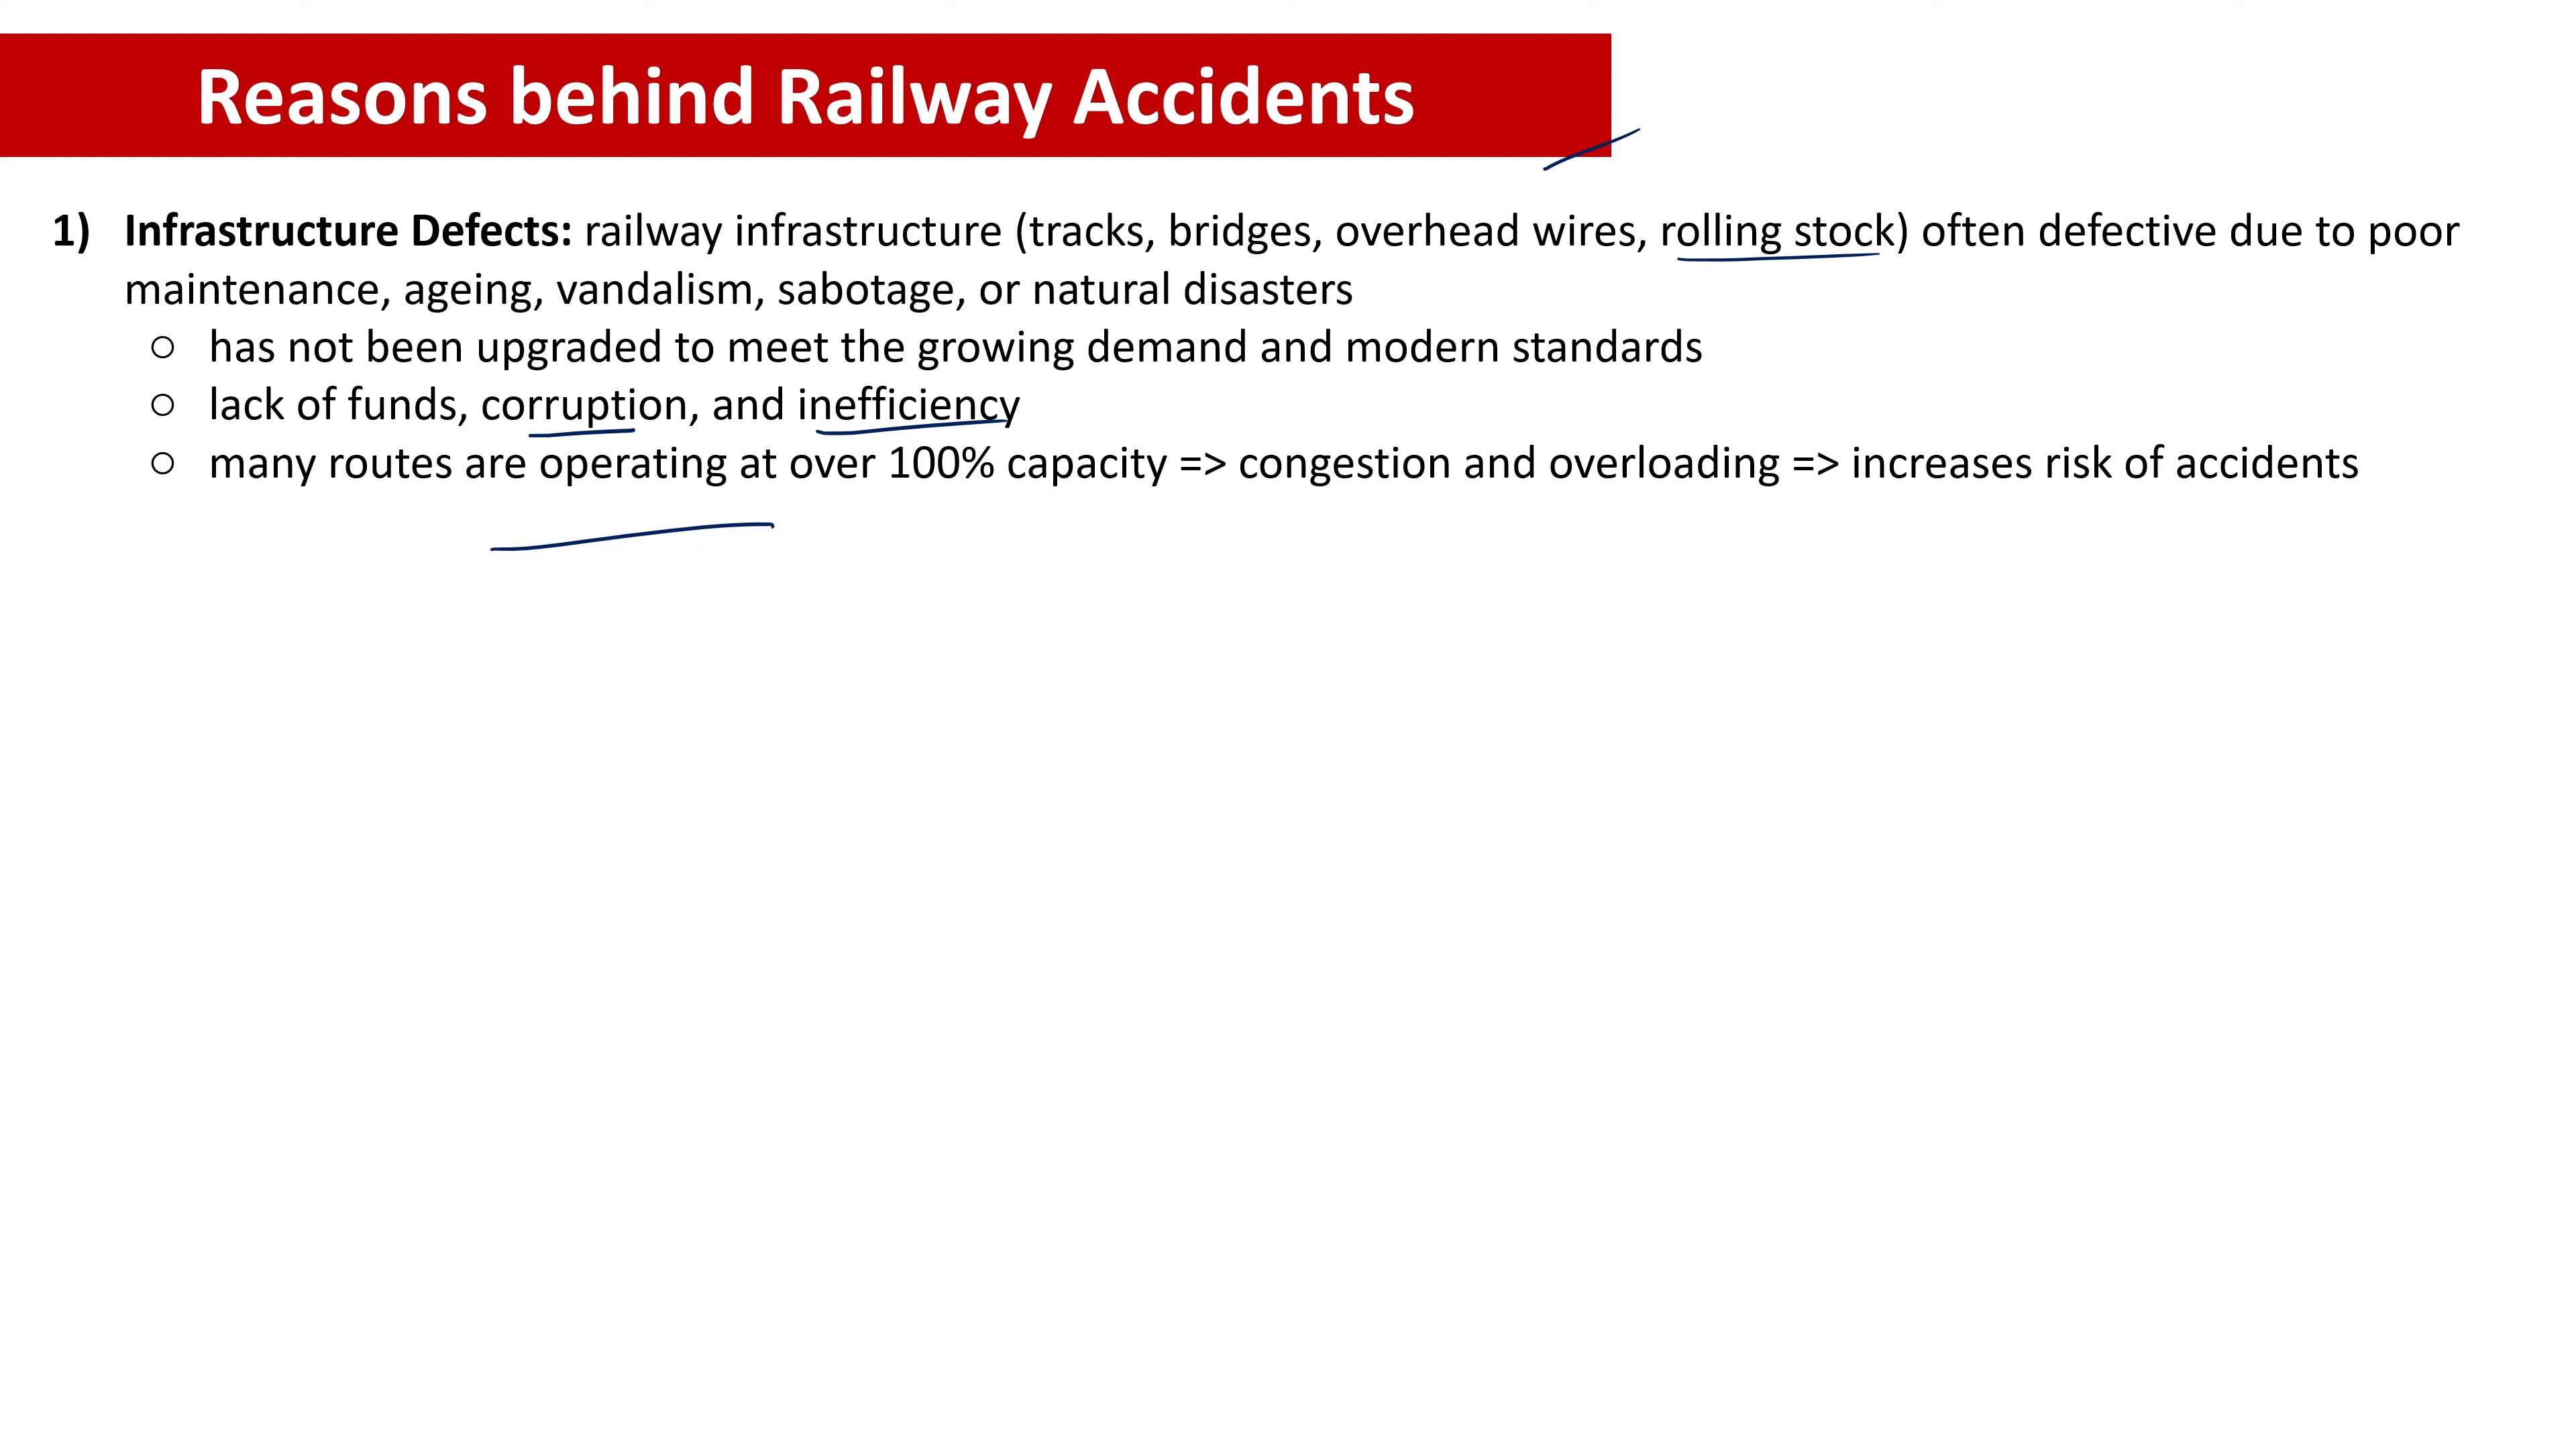 Reasons behind Railway Accidents
1) Infrastructure Defects: railway infrastructure (tracks, bridges, overhead wires, rolling stock) often defective due to poor
maintenance, ageing, vandalism, sabotage, or natural disasters
○ has not been upgraded to meet the growing demand and modern standards
○ lack of funds, corruption, and inefficiency
○ many routes are operating at over 100% capacity => congestion and overloading => increases risk of accidents